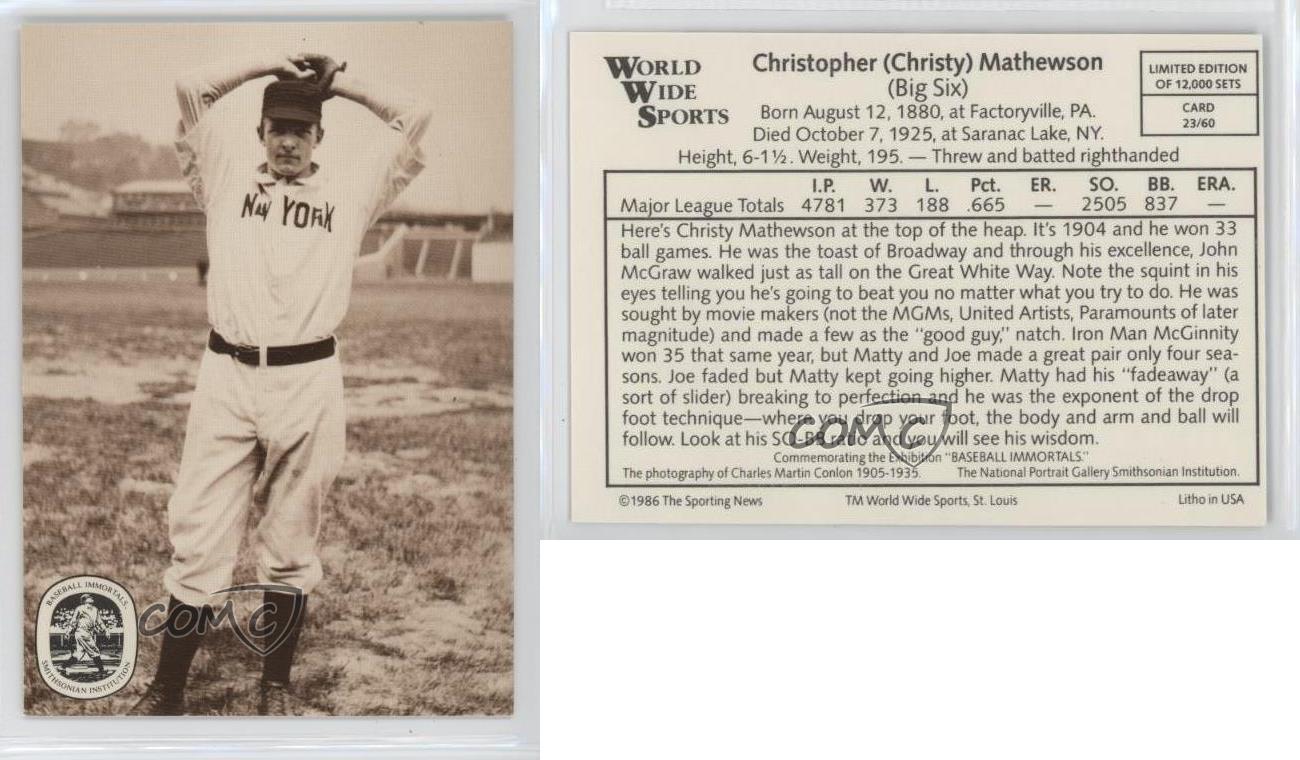 NEW YORK
BASEBALL IMMORTALS
SMITHSONIAN INSTITUTION
COMC
WORLD
WIDE
SPORTS
Christopher (Christy) Mathewson
(Big Six)
Born August 12, 1880, at Factoryville, PA.
Died October 7, 1925, at Saranac Lake, NY.
Height, 6-1½. Weight, 195. — Threw and batted righthanded
LIMITED EDITION
OF 12,000 SETS
CARD
23/60
I.P. W. L. Pct. ER. SO. BB. ERA.
Major League Totals 4781 373 188 .665 — 2505 837 —
Here's Christy Mathewson at the top of the heap. It's 1904 and he won 33
ball games. He was the toast of Broadway and through his excellence, John
McGraw walked just as tall on the Great White Way. Note the squint in his
eyes telling you he's going to beat you no matter what you try to do. He was
sought by movie makers (not the MGMs, United Artists, Paramounts of later
magnitude) and made a few as the "good guy," natch. Iron Man McGinnity
won 35 that same year, but Matty and Joe made a great pair only four sea-
sons. Joe faded but Matty kept going higher. Matty had his "fadeaway" (a
sort of slider) breaking to perfection and he was the exponent of the drop
foot technique—where you drop your foot, the body and arm and ball will
follow. Look at his SO-BB ratio and you will see his wisdom.
COMC
Commemorating the Exhibition "BASEBALL IMMORTALS."
The photography of Charles Martin Conlon 1905-1935. The National Portrait Gallery Smithsonian Institution.
©1986 The Sporting News TM World Wide Sports, St. Louis Litho in USA